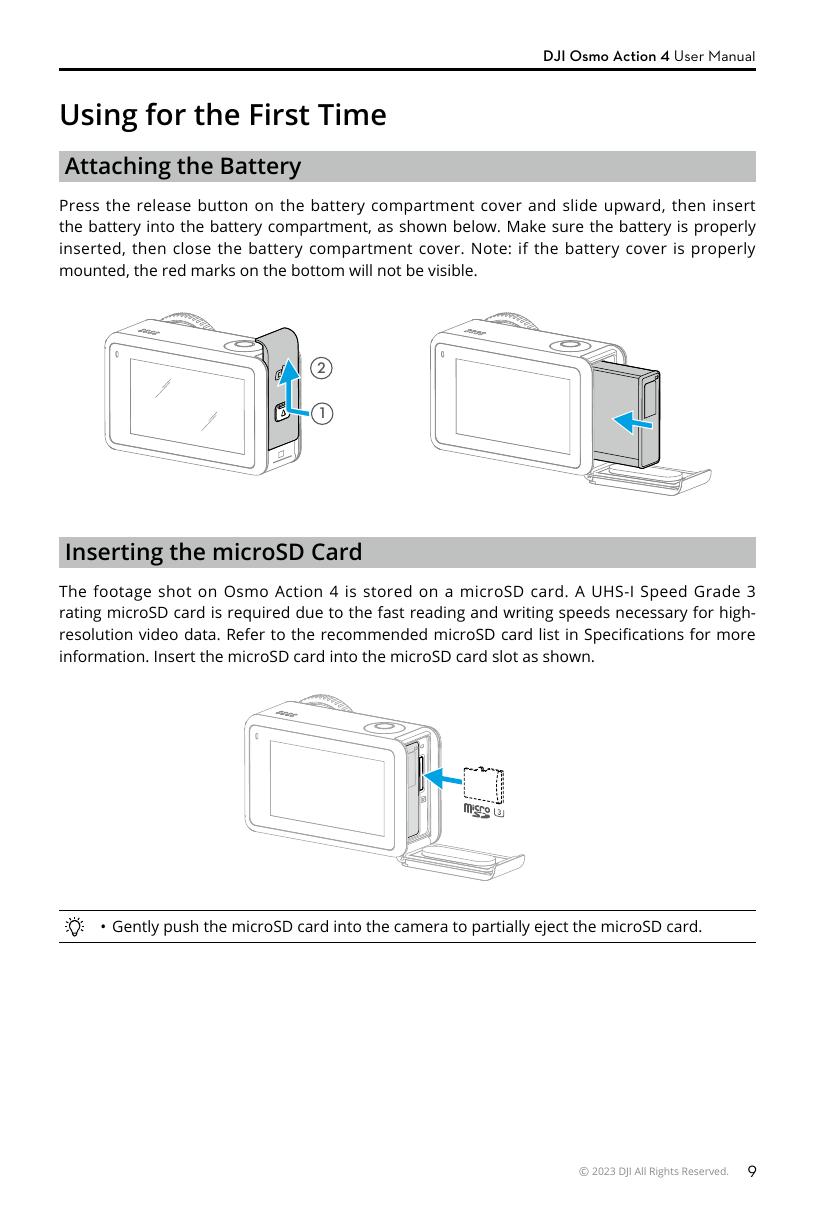 DJI Osmo Action 4 User Manual
Using for the First Time
Attaching the Battery
Press the release button on the battery compartment cover and slide upward, then insert
the battery into the battery compartment, as shown below. Make sure the battery is properly
inserted, then close the battery compartment cover. Note: if the battery cover is properly
mounted, the red marks on the bottom will not be visible.
2
1
Inserting the microSD Card
The footage shot on Osmo Action 4 is stored on a microSD card. A UHS-I Speed Grade 3
rating microSD card is required due to the fast reading and writing speeds necessary for high-
resolution video data. Refer to the recommended microSD card list in Specifications for more
information. Insert the microSD card into the microSD card slot as shown.
micro
SD 3
• Gently push the microSD card into the camera to partially eject the microSD card.
© 2023 DJI All Rights Reserved. 9